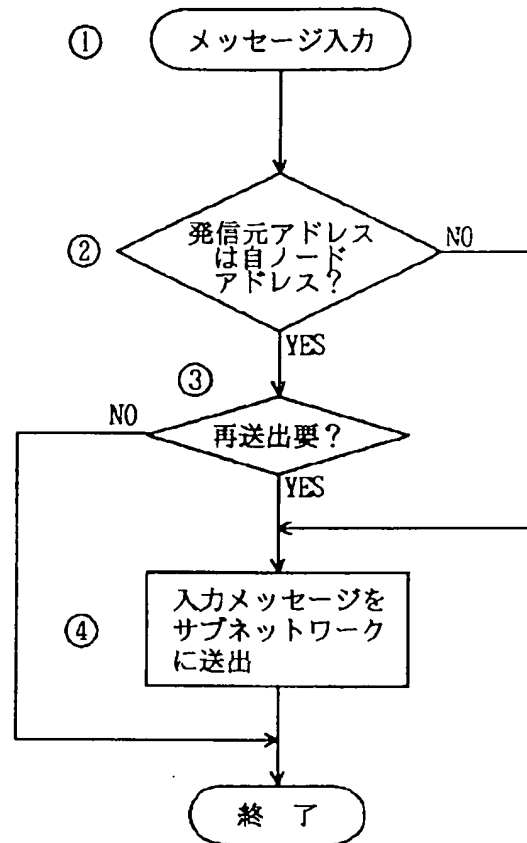 ① メッセージ入力
② 発信元アドレス
は自ノード
アドレス?
NO
YES
③
NO
再送出要?
YES
④ 入力メッセージを
サブネットワーク
に送出
終 了